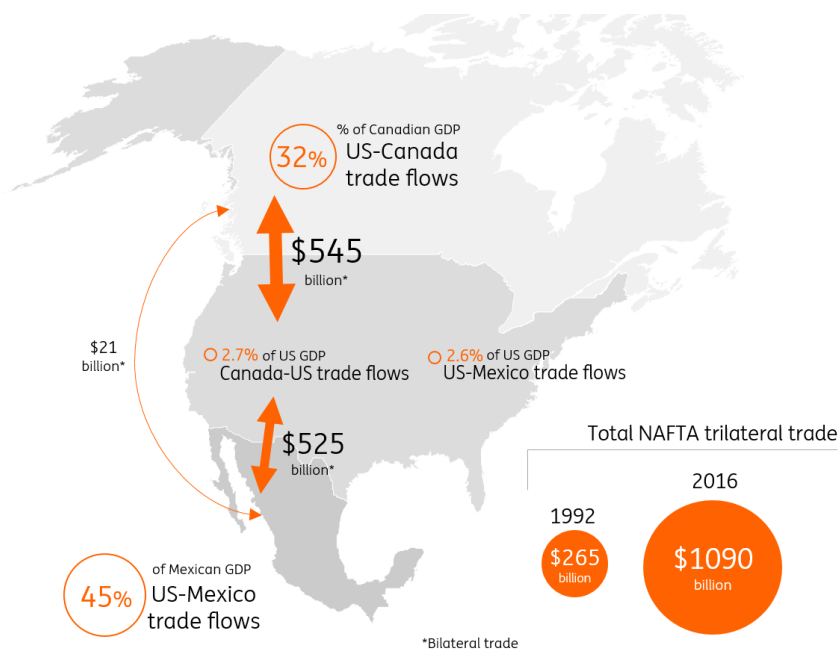 % of Canadian GDP
32%
US-Canada
trade flows
$545
billion*
$21
billion*
2.7% of US GDP
Canada-US trade flows
2.6% of US GDP
US-Mexico trade flows
$525
billion*
Total NAFTA trilateral trade
2016
1992
$265
billion
$1090
billion
of Mexican GDP
45%
US-Mexico
trade flows
*Bilateral trade